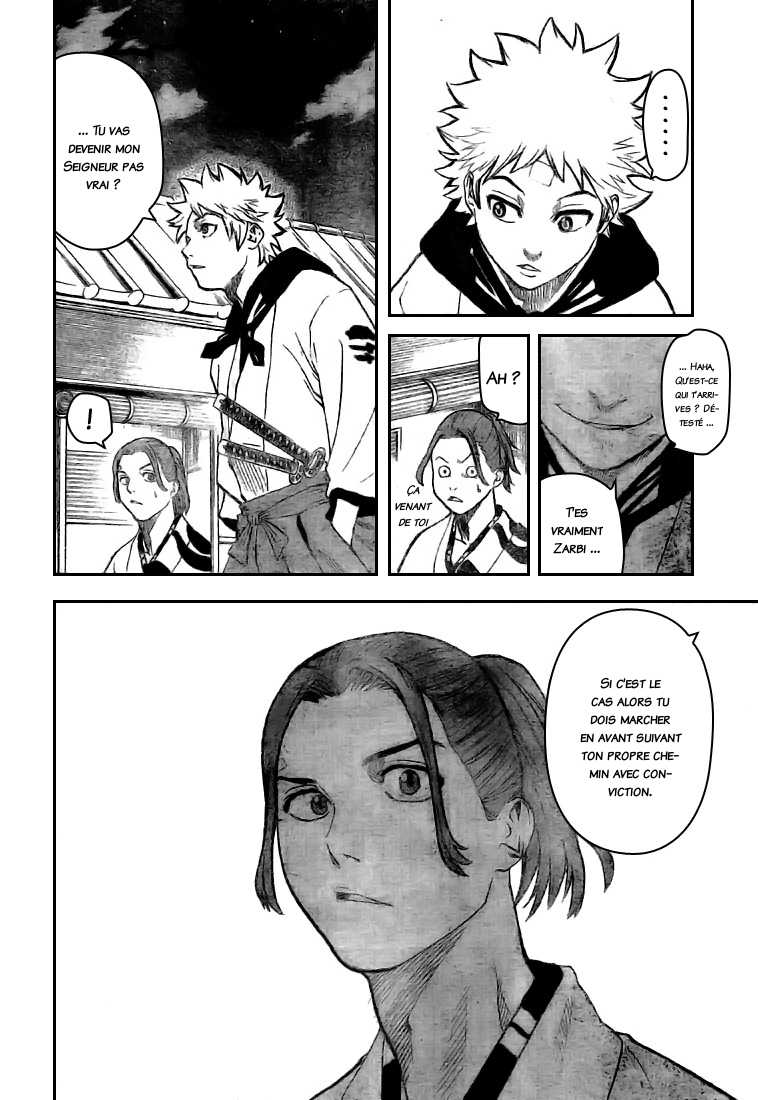 ......
... Haha,
Qu'est-ce
qui t'arri-
ves ? Dé-
testé ...
T'es
vraiment
Zarbi ...
Ah ?
Ça
venant
de toi
... Tu vas
devenir mon
Seigneur pas
vrai ?
!
Si c'est le
cas alors tu
dois marcher
en avant suivant
ton propre che-
min avec con-
viction.